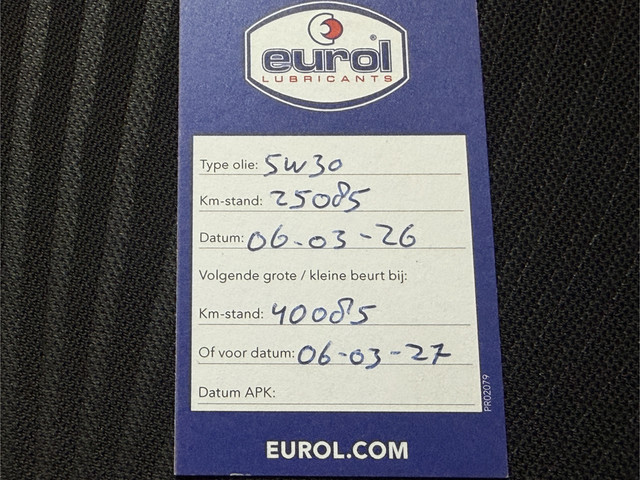 eurol®
LUBRICANTS
Type olie: 5W30
Km-stand: 25085
Datum: 06-03-26
Volgende grote / kleine beurt bij:
Km-stand: 40085
Of voor datum: 06-03-27
Datum APK:
PR02079
EUROL.COM